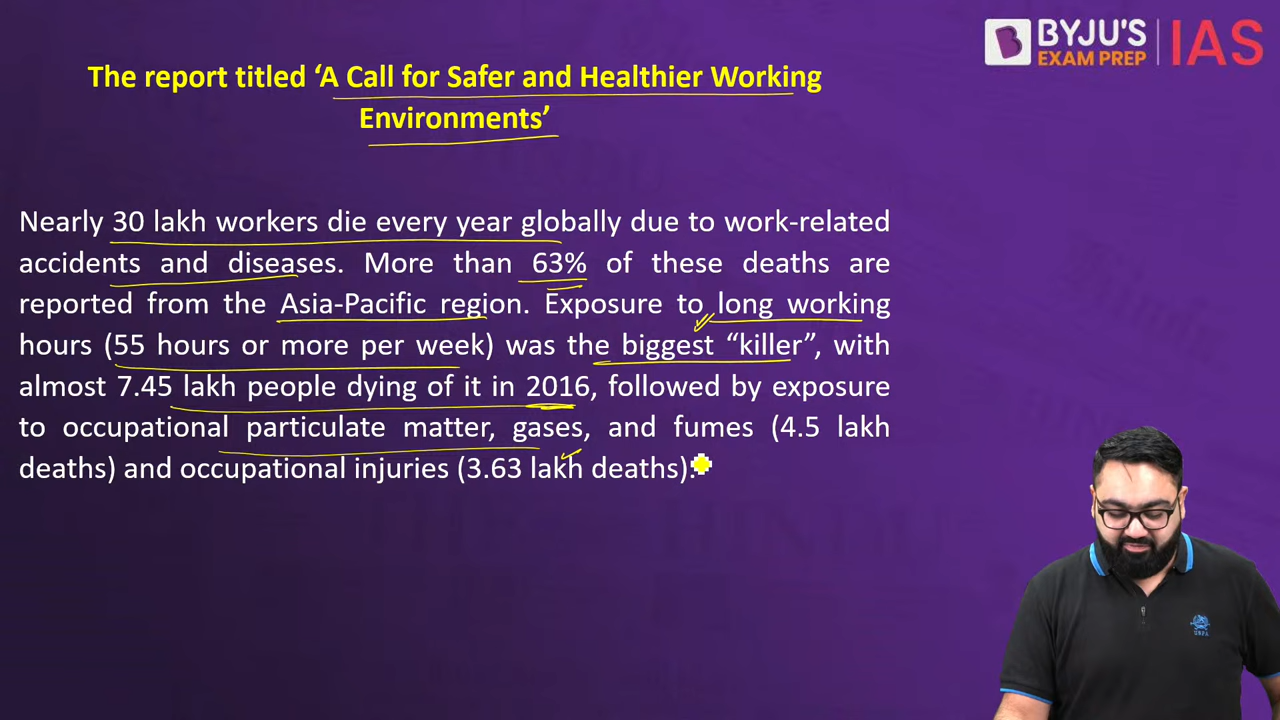 BYJU'S
EXAM PREP
IAS
The report titled ‘A Call for Safer and Healthier Working
Environments’
Nearly 30 lakh workers die every year globally due to work-related
accidents and diseases. More than 63% of these deaths are
reported from the Asia-Pacific region. Exposure to long working
hours (55 hours or more per week) was the biggest “killer”, with
almost 7.45 lakh people dying of it in 2016, followed by exposure
to occupational particulate matter, gases, and fumes (4.5 lakh
deaths) and occupational injuries (3.63 lakh deaths).